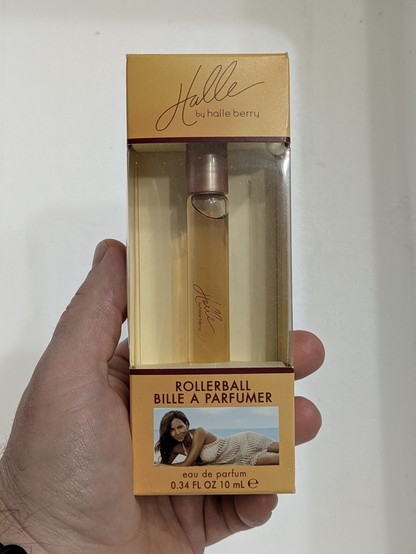 Halle
by halle berry
Halle
ROLLERBALL
BILLE A PARFUMER
eau de parfum
0.34 FL OZ 10 mL ℮